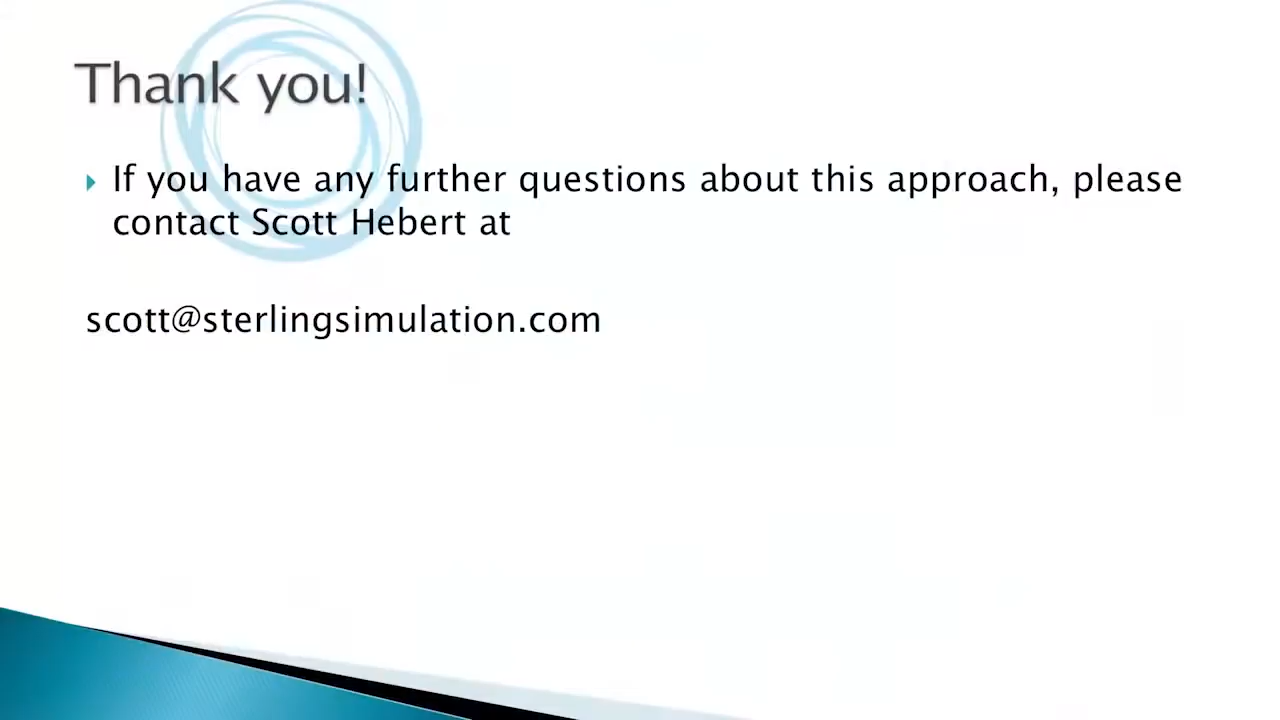 Thank you!
If you have any further questions about this approach, please
contact Scott Hebert at
scott@sterlingsimulation.com